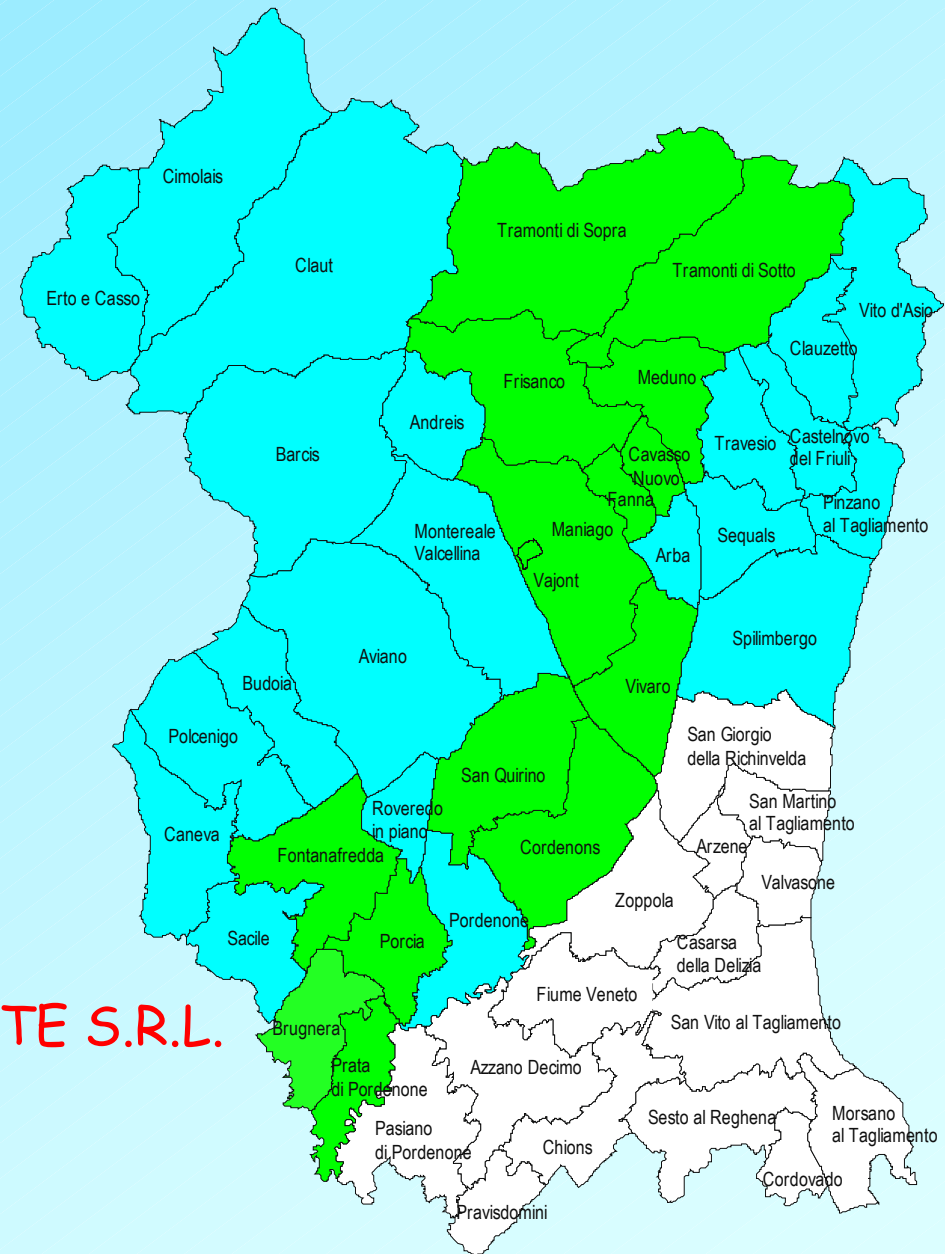 Cimolais
Tramonti di Sopra
Claut
Tramonti di Sotto
Erto e Casso
Vito d'Asio
Clauzetto
Frisanco
Meduno
Andreis
Travesio
Castelnovo
del Friuli
Barcis
Cavasso
Nuovo
Fanna
Pinzano
al Tagliamento
Montereale
Valcellina
Maniago
Sequals
Arba
Vajont
Spilimbergo
Aviano
Budoia
Vivaro
Polcenigo
San Giorgio
della Richinvelda
San Quirino
Roveredo
in piano
San Martino
al Tagliamento
Caneva
Cordenons
Arzene
Fontanafredda
Valvasone
Zoppola
Pordenone
Sacile
Porcia
Casarsa
della Delizia
Fiume Veneto
TE S.R.L.
Brugnera
San Vito al Tagliamento
Prata
di Pordenone
Azzano Decimo
Sesto al Reghena
Morsano
al Tagliamento
Pasiano
di Pordenone
Chions
Cordovado
Pravisdomini